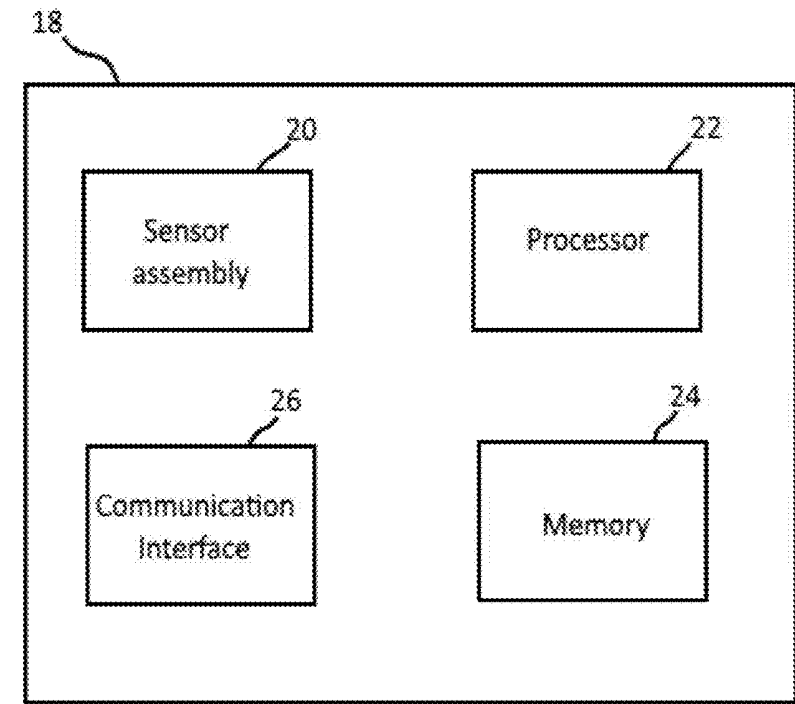 18
20
22
Sensor
assembly
Processor
26
24
Communication
Interface
Memory